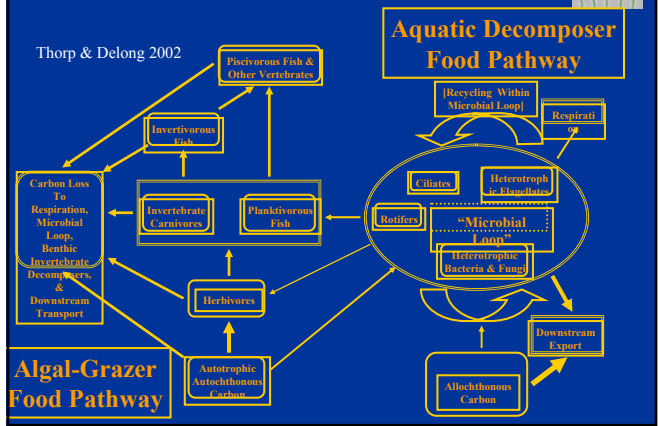 Thorp & Delong 2002
Aquatic Decomposer
Food Pathway
Piscivorous Fish &
Other Vertebrates
[Recycling Within
Microbial Loop]
Respirati
on
Invertivorous
Fish
Carbon Loss
To
Respiration,
Microbial
Loop,
Benthic
Invertebrate
Decomposers,
&
Downstream
Transport
Invertebrate
Carnivores
Planktivorous
Fish
Ciliates
Heterotroph
ic Flagellates
Rotifers
“Microbial
Loop”
Heterotrophic
Bacteria & Fungi
Herbivores
Downstream
Export
Algal-Grazer
Food Pathway
Autotrophic
Autochthonous
Carbon
Allochthonous
Carbon